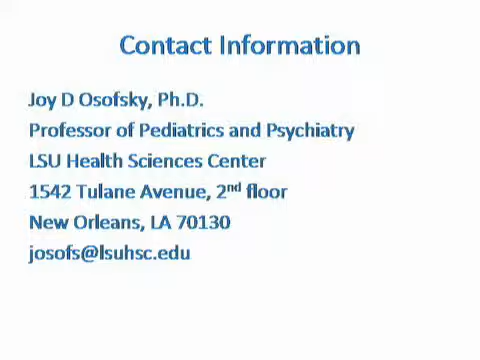 Contact Information
Joy D Osofsky, Ph.D.
Professor of Pediatrics and Psychiatry
LSU Health Sciences Center
1542 Tulane Avenue, 2nd floor
New Orleans, LA 70130
josofs@lsuhsc.edu